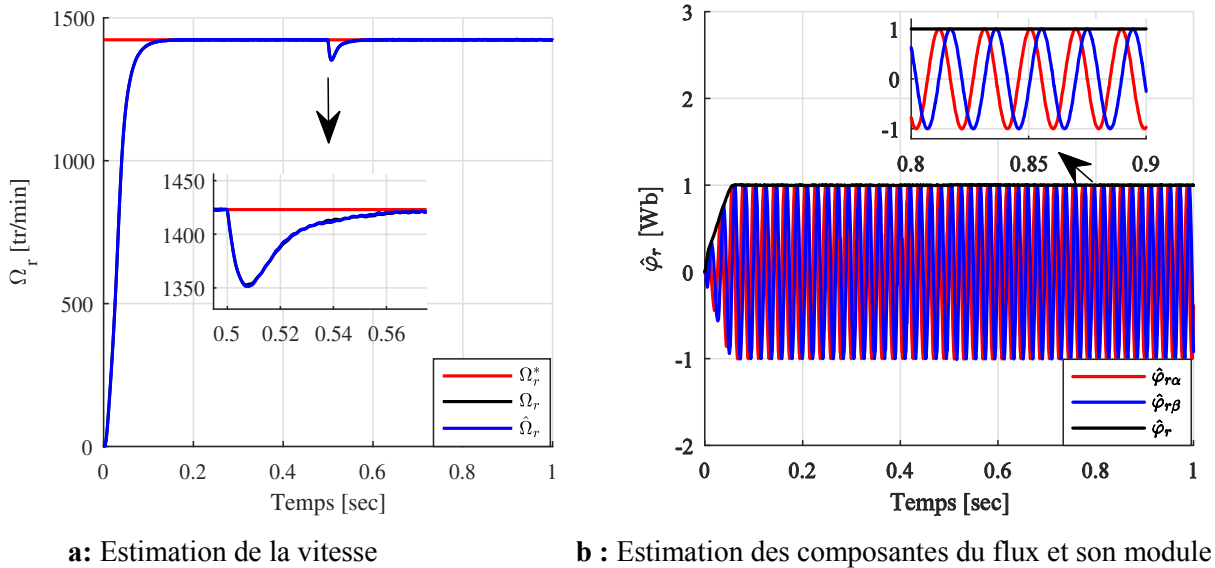 1500
1000
500
0
Ω_r [tr/min]
1450
1400
1350
0.5 0.52 0.54 0.56
Ω_r^*
Ω_r
Ω̂_r
0 0.2 0.4 0.6 0.8 1
Temps [sec]
a: Estimation de la vitesse
3
2
1
0
-1
-2
φ̂_r [Wb]
1
0
-1
0.8 0.85 0.9
φ̂_rα
φ̂_rβ
φ̂_r
0 0.2 0.4 0.6 0.8 1
Temps [sec]
b : Estimation des composantes du flux et son module